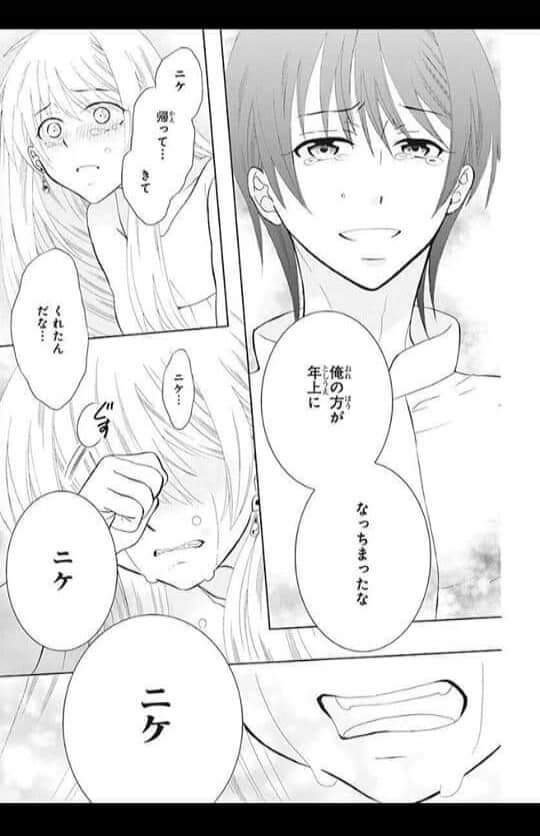 俺の方が
年上に
なっちまったな
ニケ
帰って…
きて
くれたん
だな…
ニケ…
ぐす
ニケ
ニケ